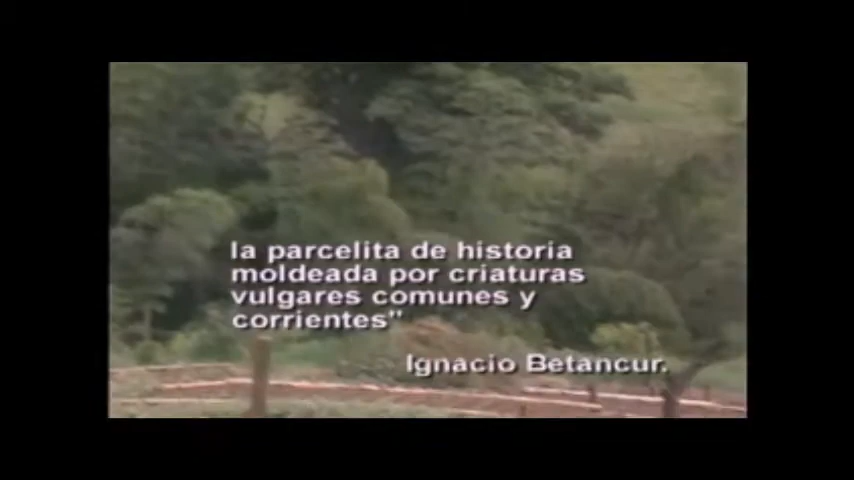 la parcelita de historia
moldeada por criaturas
vulgares comunes y
corrientes"
Ignacio Betancur.